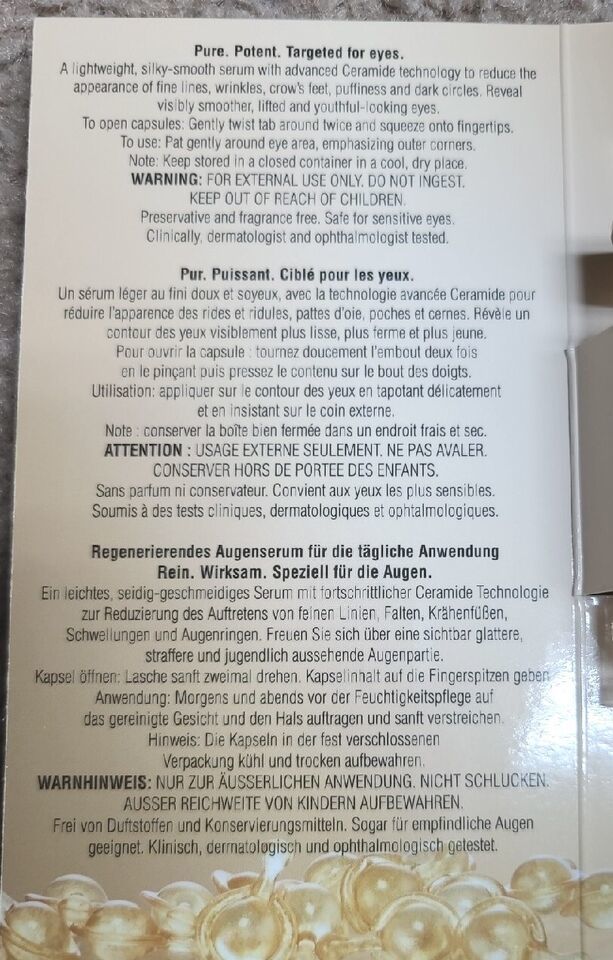 Pure. Potent. Targeted for eyes.
A lightweight, silky-smooth serum with advanced Ceramide technology to reduce the
appearance of fine lines, wrinkles, crow's feet, puffiness and dark circles. Reveal
visibly smoother, lifted and youthful-looking eyes.
To open capsules: Gently twist tab around twice and squeeze onto fingertips.
To use: Pat gently around eye area, emphasizing outer corners.
Note: Keep stored in a closed container in a cool, dry place.
WARNING: FOR EXTERNAL USE ONLY. DO NOT INGEST.
KEEP OUT OF REACH OF CHILDREN.
Preservative and fragrance free. Safe for sensitive eyes.
Clinically, dermatologist and ophthalmologist tested.
Pur. Puissant. Ciblé pour les yeux.
Un sérum léger au fini doux et soyeux, avec la technologie avancée Ceramide pour
réduire l'apparence des rides et ridules, pattes d'oie, poches et cernes. Révèle un
contour des yeux visiblement plus lisse, plus ferme et plus jeune.
Pour ouvrir la capsule : tournez doucement l'embout deux fois
en le pinçant puis pressez le contenu sur le bout des doigts.
Utilisation: appliquer sur le contour des yeux en tapotant délicatement
et en insistant sur le coin externe.
Note : conserver la boîte bien fermée dans un endroit frais et sec.
ATTENTION : USAGE EXTERNE SEULEMENT. NE PAS AVALER.
CONSERVER HORS DE PORTEE DES ENFANTS.
Sans parfum ni conservateur. Convient aux yeux les plus sensibles.
Soumis à des tests cliniques, dermatologiques et ophtalmologiques.
Regenerierendes Augenserum für die tägliche Anwendung
Rein. Wirksam. Speziell für die Augen.
Ein leichtes, seidig-geschmeidiges Serum mit fortschrittlicher Ceramide Technologie
zur Reduzierung des Auftretens von feinen Linien, Falten, Krähenfüßen,
Schwellungen und Augenringen. Freuen Sie sich über eine sichtbar glattere,
straffere und jugendlich aussehende Augenpartie.
Kapsel öffnen: Lasche sanft zweimal drehen. Kapselinhalt auf die Fingerspitzen geben
Anwendung: Morgens und abends vor der Feuchtigkeitspflege auf
das gereinigte Gesicht und den Hals auftragen und sanft verstreichen.
Hinweis: Die Kapseln in der fest verschlossenen
Verpackung kühl und trocken aufbewahren.
WARNHINWEIS: NUR ZUR ÄUSSERLICHEN ANWENDUNG. NICHT SCHLUCKEN.
AUSSER REICHWEITE VON KINDERN AUFBEWAHREN.
Frei von Duftstoffen und Konservierungsmitteln. Sogar für empfindliche Augen
geeignet. Klinisch, dermatologisch und ophthalmologisch getestet.